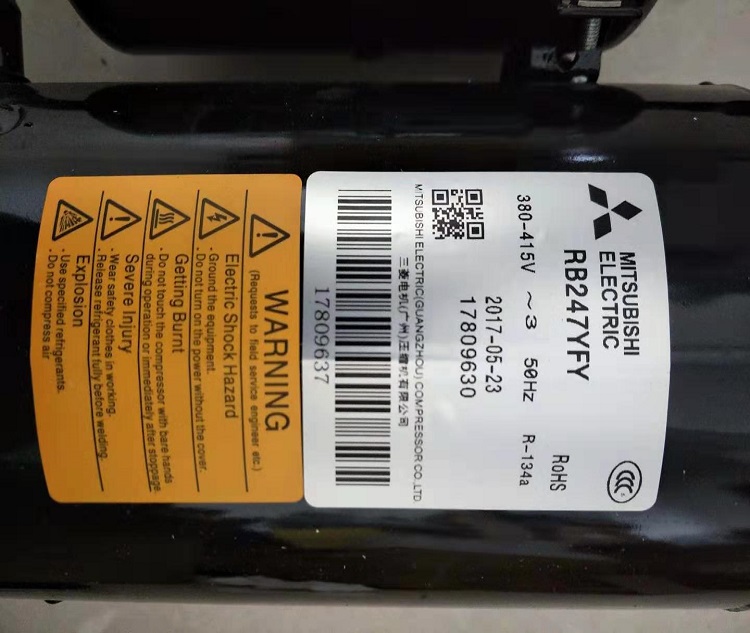 MITSUBISHI
ELECTRIC
RB247YFY
RoHS
380-415V ~3 50Hz R-134a
2017-05-23
17809630
MITSUBISHI ELECTRIC(GUANGZHOU) COMPRESSOR CO.,LTD.
三菱电机(广州)压缩机有限公司
17809637
WARNING
(Requests to field service engineer etc.)
Electric Shock Hazard
· Ground the equipment.
· Do not turn on the power without the cover.
Getting Burnt
· Do not touch the compressor with bare hands
during operation or immediately after stoppage.
Severe Injury
· Wear safety clothes in working.
· Release refrigerant fully before welding.
Explosion
· Use specified refrigerants.
· Do not compress air.